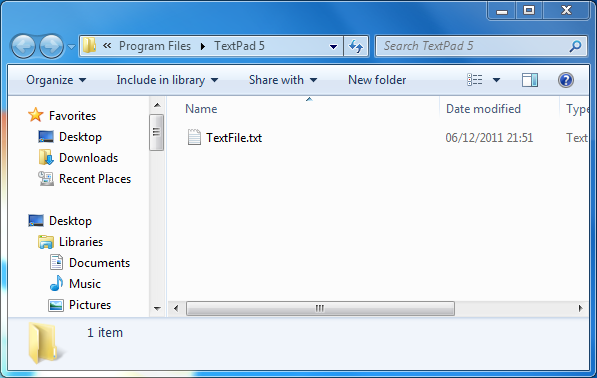 « Program Files ▸ TextPad 5
Search TextPad 5
Organize Include in library Share with New folder
Favorites
Desktop
Downloads
Recent Places
Desktop
Libraries
Documents
Music
Pictures
Name Date modified Type
TextFile.txt 06/12/2011 21:51 Text
1 item